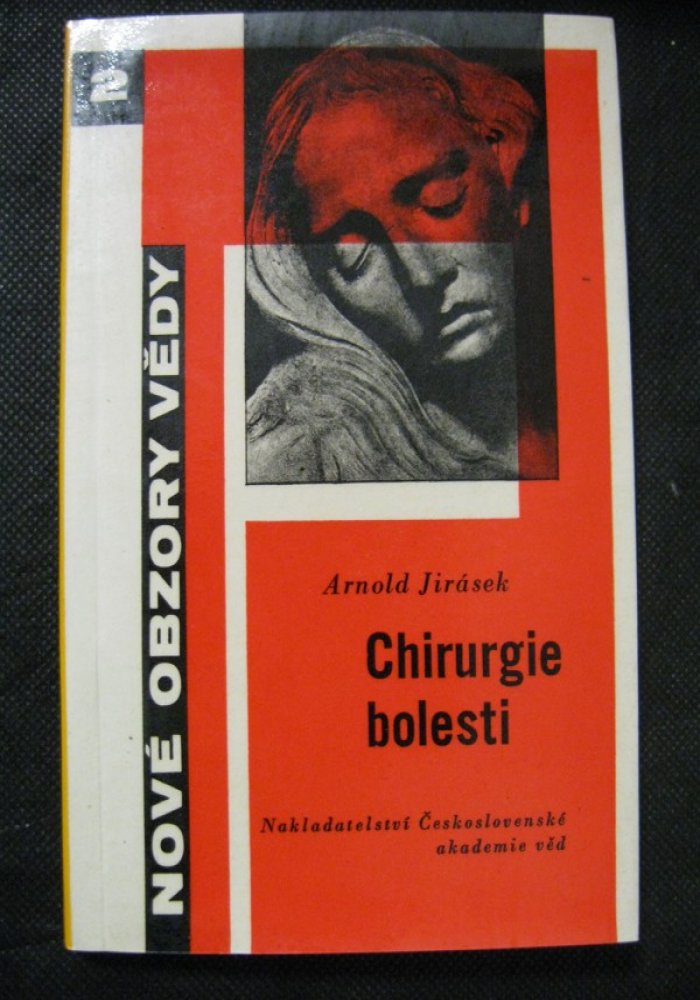 2
NOVÉ OBZORY VĚDY
Arnold Jirásek
Chirurgie
bolesti
Nakladatelství Československé
akademie věd